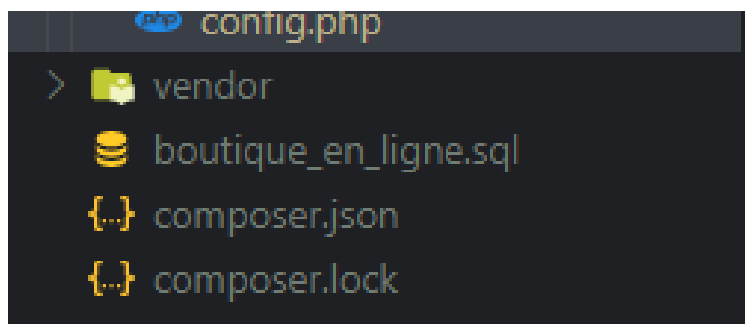 config.php
vendor
boutique_en_ligne.sql
composer.json
composer.lock